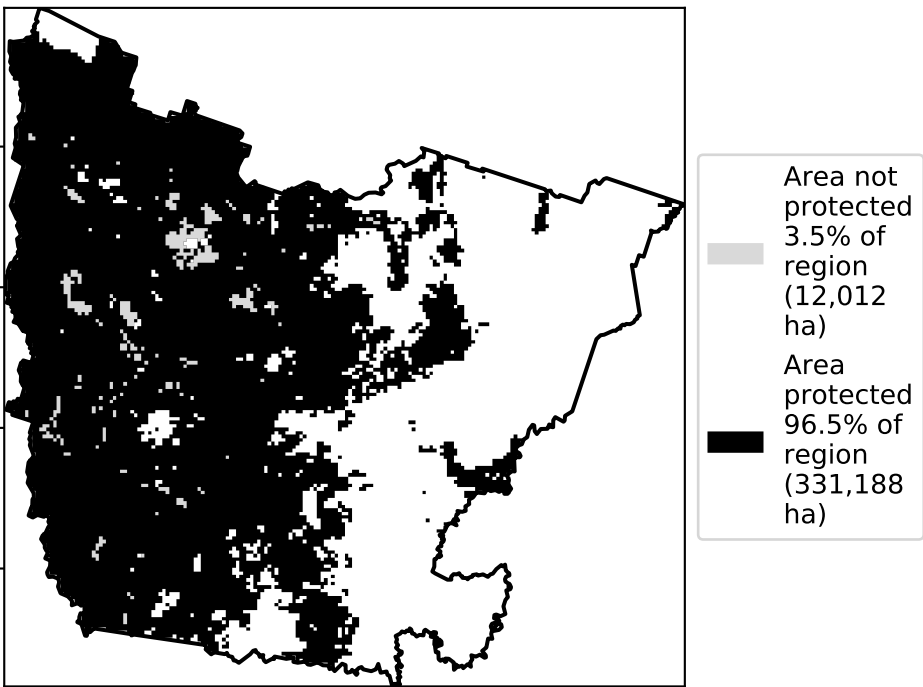 Area not
protected
3.5% of
region
(12,012
ha)
Area
protected
96.5% of
region
(331,188
ha)